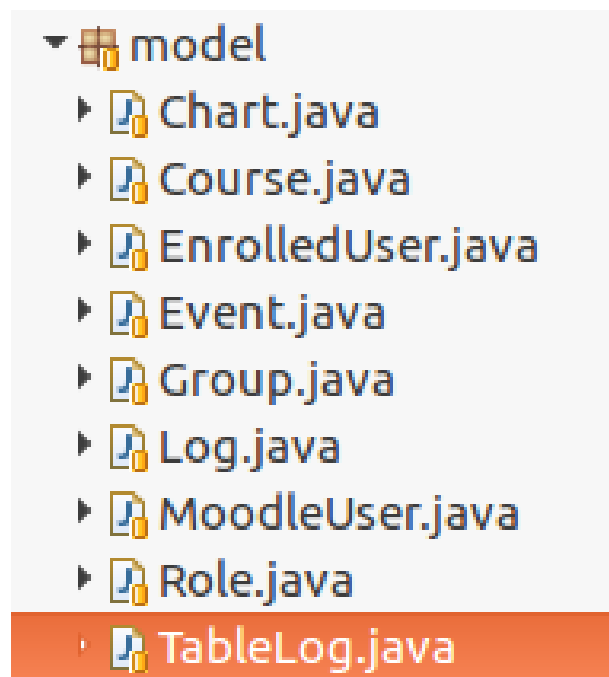 model
Chart.java
Course.java
EnrolledUser.java
Event.java
Group.java
Log.java
MoodleUser.java
Role.java
TableLog.java